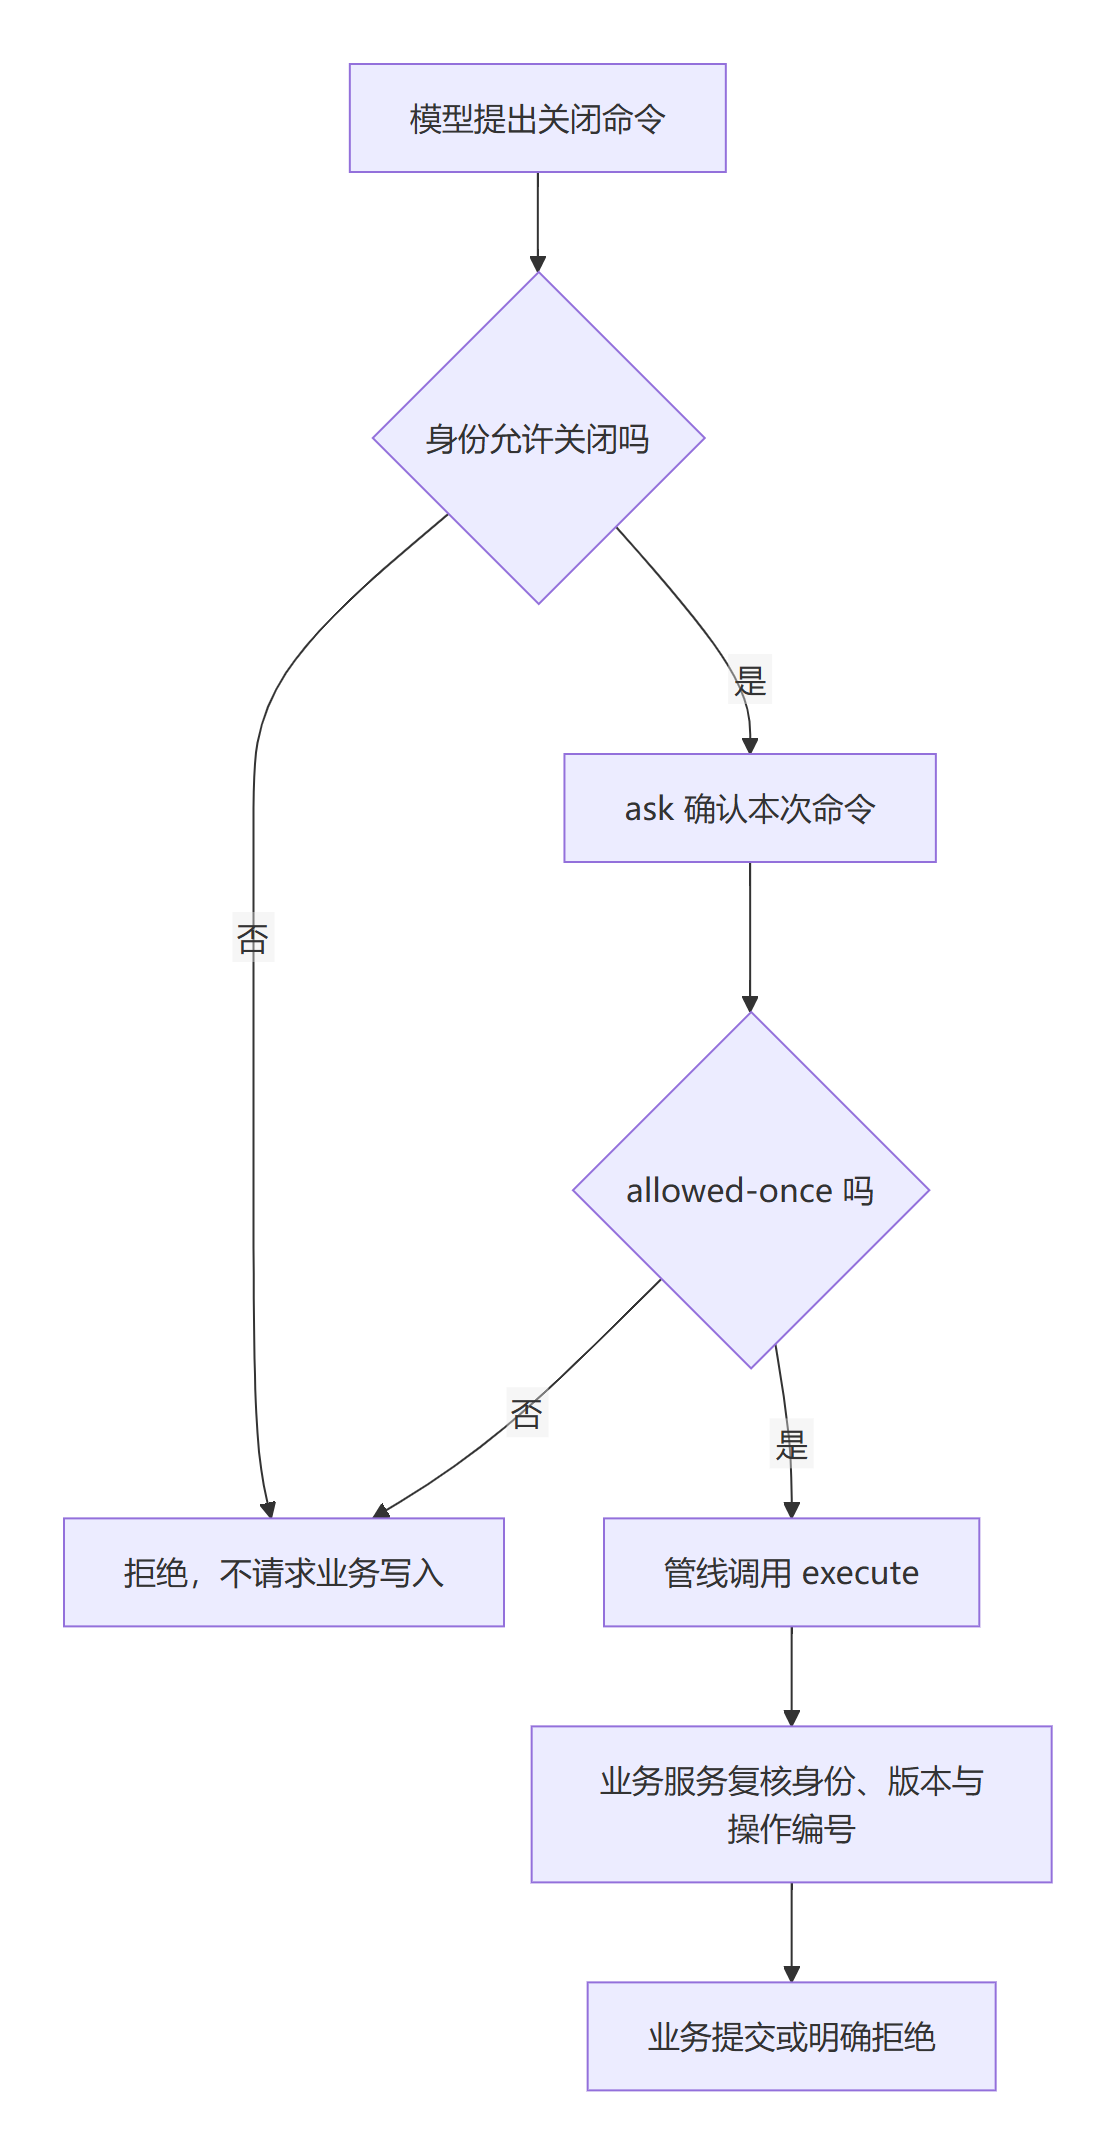 模型提出关闭命令
身份允许关闭吗
是
ask 确认本次命令
否
allowed-once 吗
否
是
拒绝，不请求业务写入
管线调用 execute
业务服务复核身份、版本与
操作编号
业务提交或明确拒绝